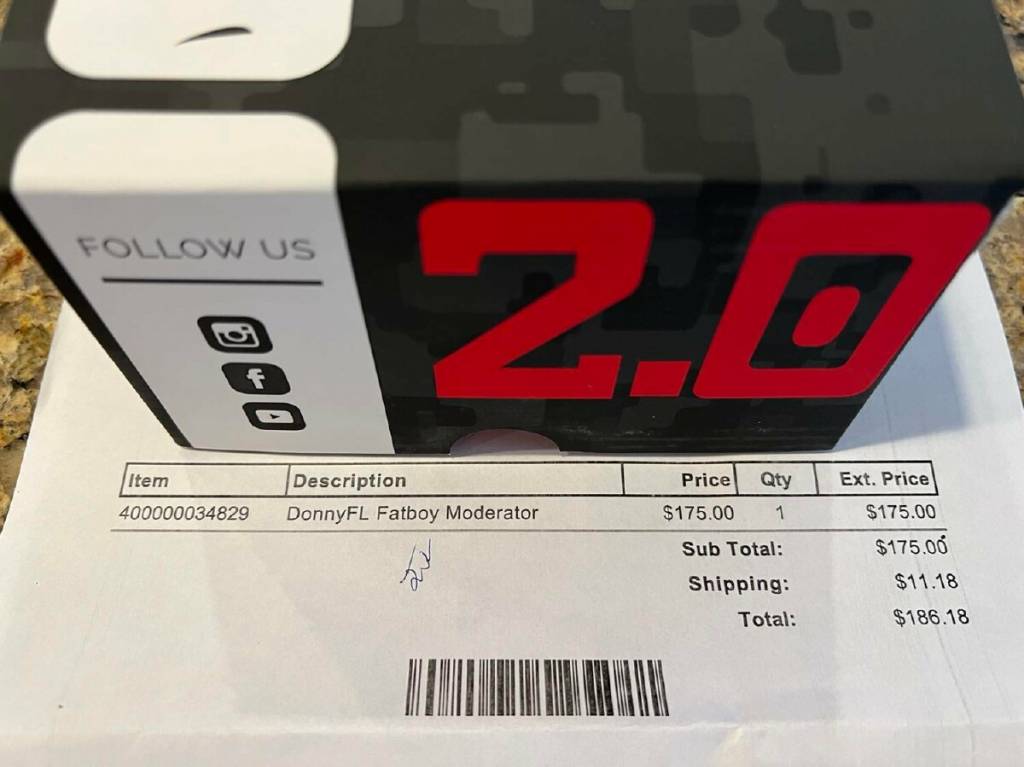 FOLLOW US
2.0
Item Description Price Qty Ext. Price
400000034829 DonnyFL Fatboy Moderator $175.00 1 $175.00
Sub Total: $175.00
Shipping: $11.18
Total: $186.18